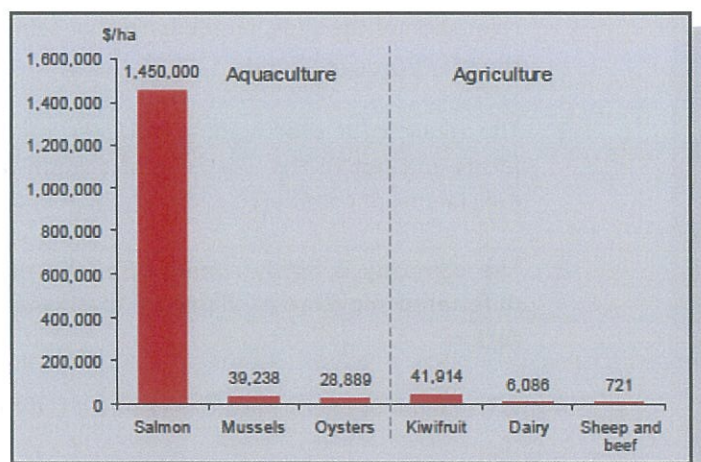 $/ha
1,600,000
1,400,000
1,200,000
1,000,000
800,000
600,000
400,000
200,000
0
Aquaculture
Agriculture
1,450,000
39,238
28,889
41,914
6,086
721
Salmon
Mussels
Oysters
Kiwifruit
Dairy
Sheep and
beef